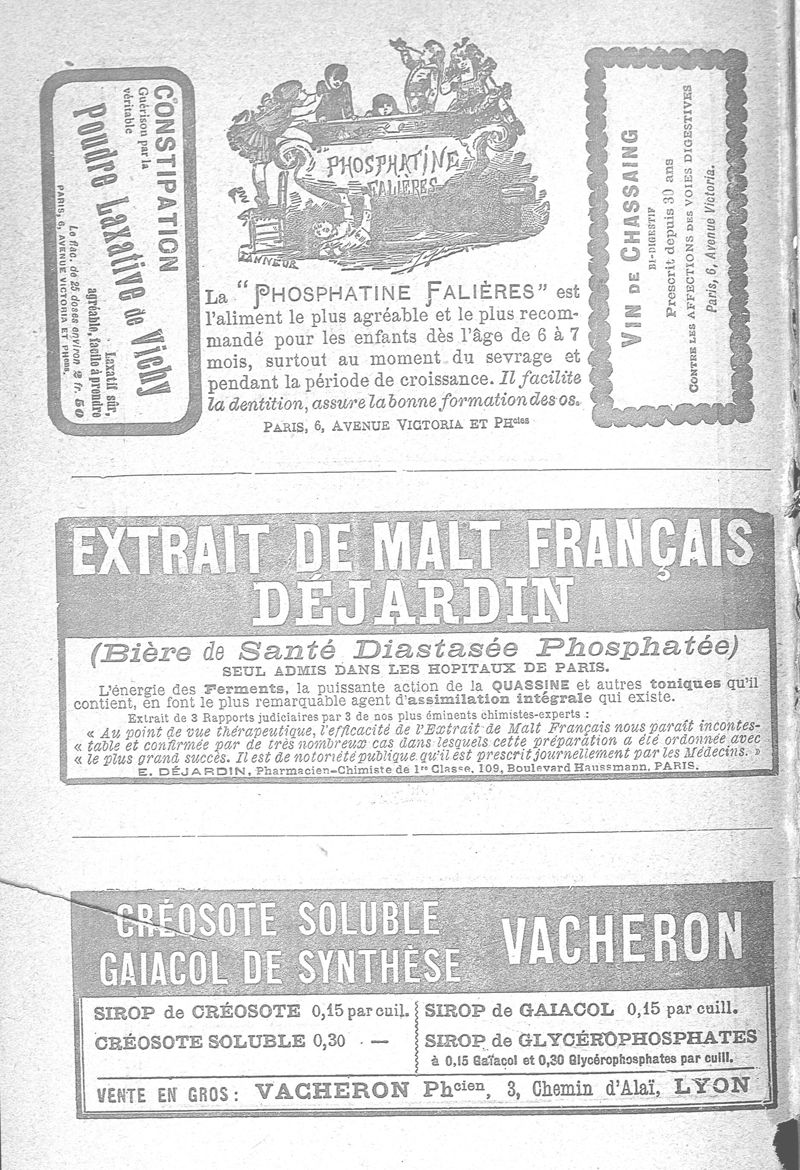 CONSTIPATION
Guérison par la
véritable
Poudre Laxative de Vichy
Laxatif sûr,
agréable, facile à prendre
Le flac. de 25 doses environ 2 fr. 50
PARIS, 6, AVENUE VICTORIA ET PHcies.
PHOSPHATINE
FALIÈRES
La "PHOSPHATINE FALIÈRES" est
l'aliment le plus agréable et le plus recom-
mandé pour les enfants dès l'âge de 6 à 7
mois, surtout au moment du sevrage et
pendant la période de croissance. Il facilite
la dentition, assure la bonne formation des os.
PARIS, 6, AVENUE VICTORIA ET PHcies
VIN DE CHASSAING
BI-DIGESTIF
Prescrit depuis 30 ans
CONTRE LES AFFECTIONS DES VOIES DIGESTIVES
Paris, 6, Avenue Victoria.
EXTRAIT DE MALT FRANÇAIS
DÉJARDIN
(Bière de Santé Diastasée Phosphatée)
SEUL ADMIS DANS LES HOPITAUX DE PARIS.
L'énergie des Ferments, la puissante action de la QUASSINE et autres toniques qu'il
contient, en font le plus remarquable agent d'assimilation intégrale qui existe.
Extrait de 3 Rapports judiciaires par 3 de nos plus éminents chimistes-experts :
« Au point de vue thérapeutique, l'efficacité de l'Extrait de Malt Français nous paraît incontes-
« table et confirmée par de très nombreux cas dans lesquels cette préparation a été ordonnée avec
« le plus grand succès. Il est de notoriété publique qu'il est prescrit journellement par les Médecins. »
E. DÉJARDIN, Pharmacien-Chimiste de 1re Classe, 109, Boulevard Haussmann, PARIS.
CRÉOSOTE SOLUBLE
GAIACOL DE SYNTHÈSE
VACHERON
SIROP de CRÉOSOTE 0,15 par cuil.
CRÉOSOTE SOLUBLE 0,30 - —
SIROP de GAIACOL 0,15 par cuill.
SIROP de GLYCÉROPHOSPHATES
à 0,15 Gaïacol et 0,30 Glycérophosphates par cuill.
VENTE EN GROS : VACHERON Phcien, 3, Chemin d'Alaï, LYON